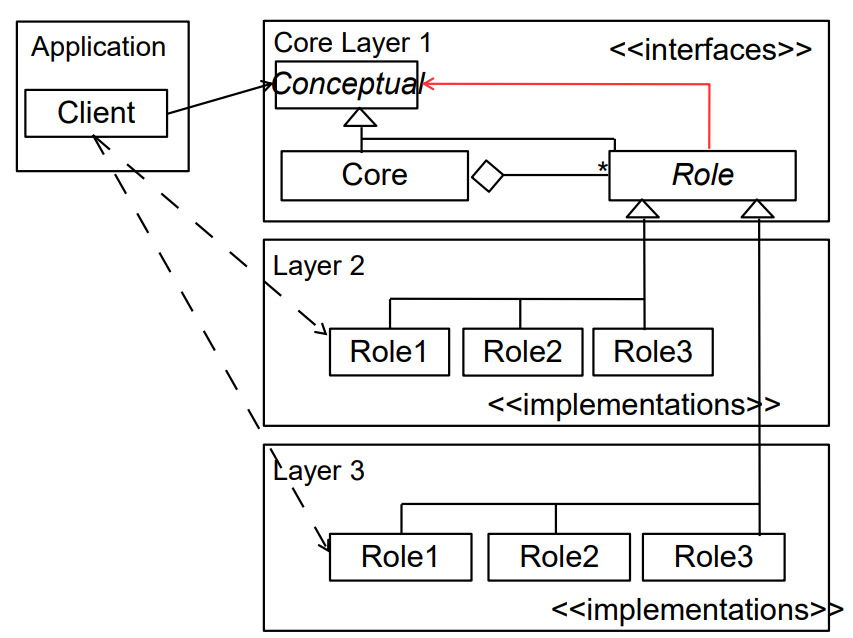 Application
Client
Core Layer 1
<<interfaces>>
Conceptual
Core
*
Role
Layer 2
Role1
Role2
Role3
<<implementations>>
Layer 3
Role1
Role2
Role3
<<implementations>>